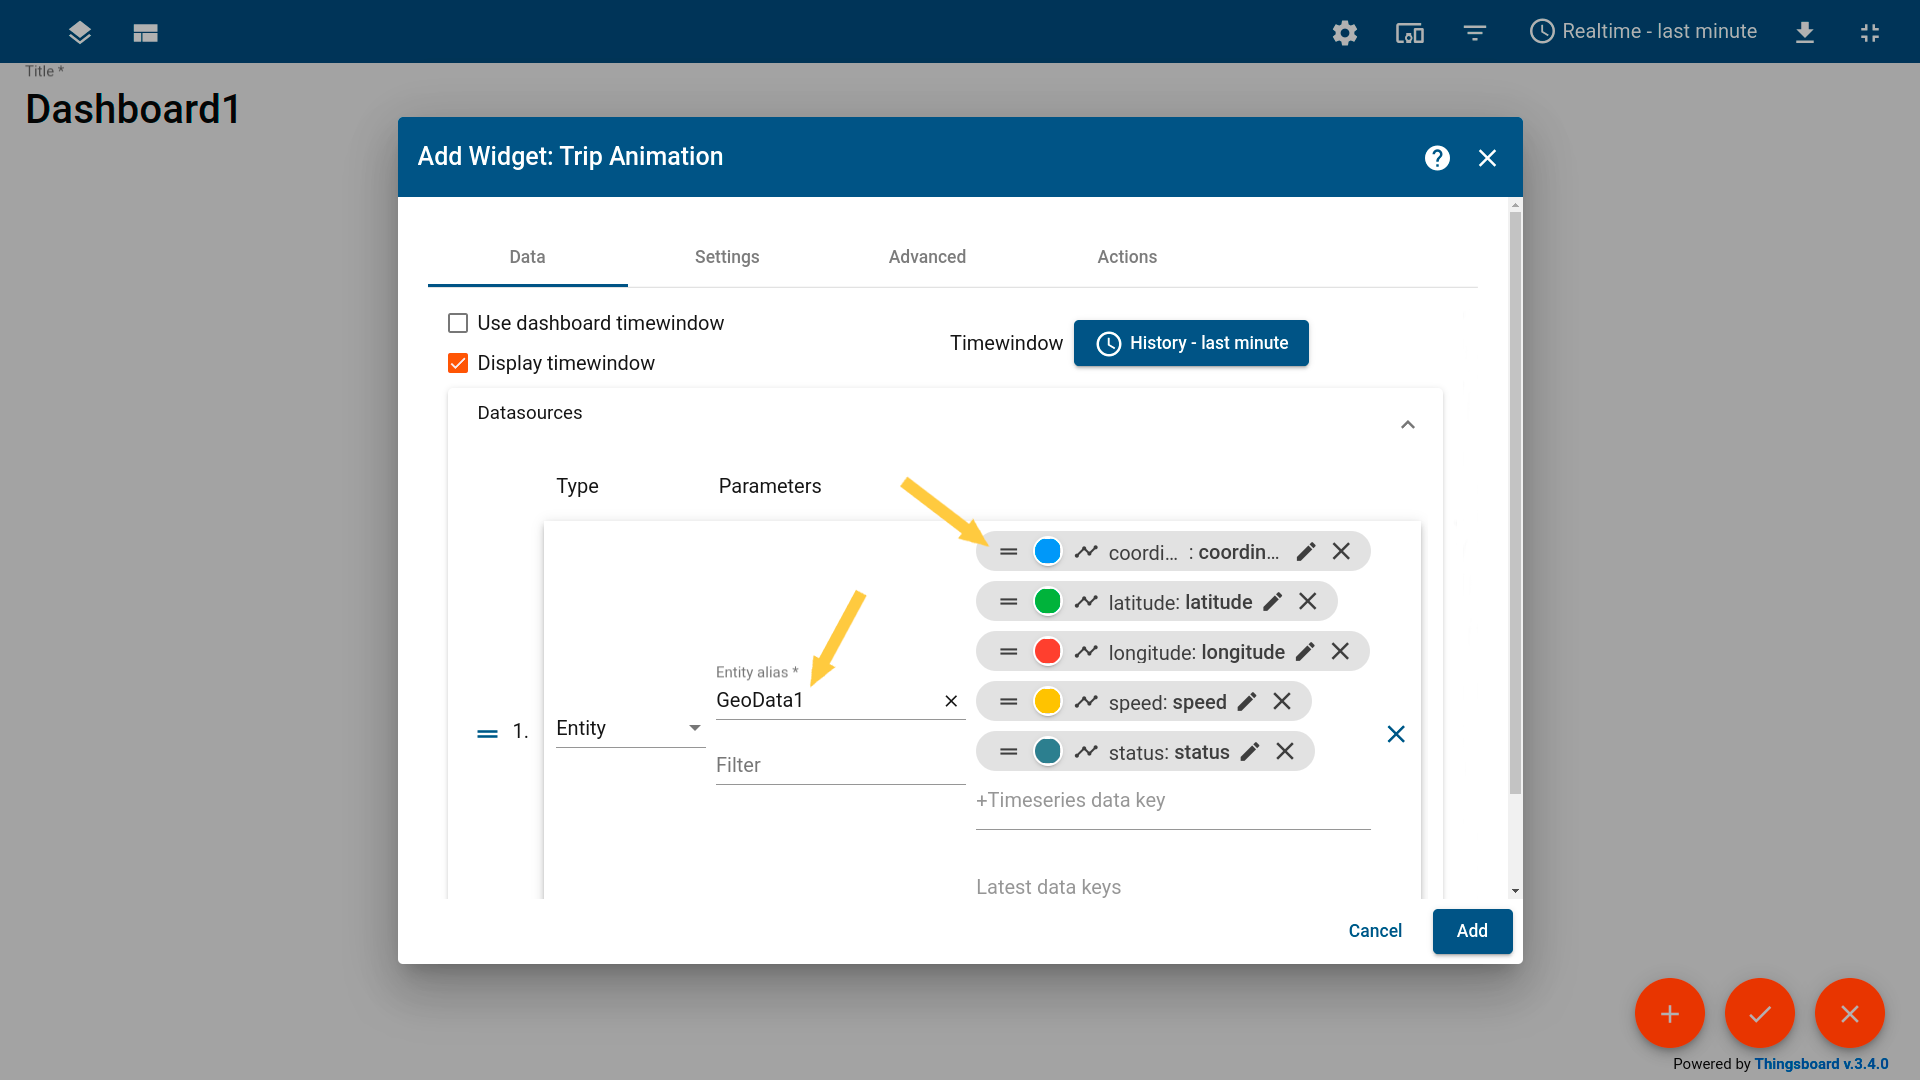 Realtime - last minute
Title *
Dashboard1
Add Widget: Trip Animation
Data Settings Advanced Actions
Use dashboard timewindow
Display timewindow
Timewindow History - last minute
Datasources
Type Parameters
coordi... : coordin...
latitude: latitude
longitude: longitude
Entity alias *
GeoData1
speed: speed
1. Entity
status: status
Filter
+Timeseries data key
Latest data keys
Cancel Add
Powered by Thingsboard v.3.4.0